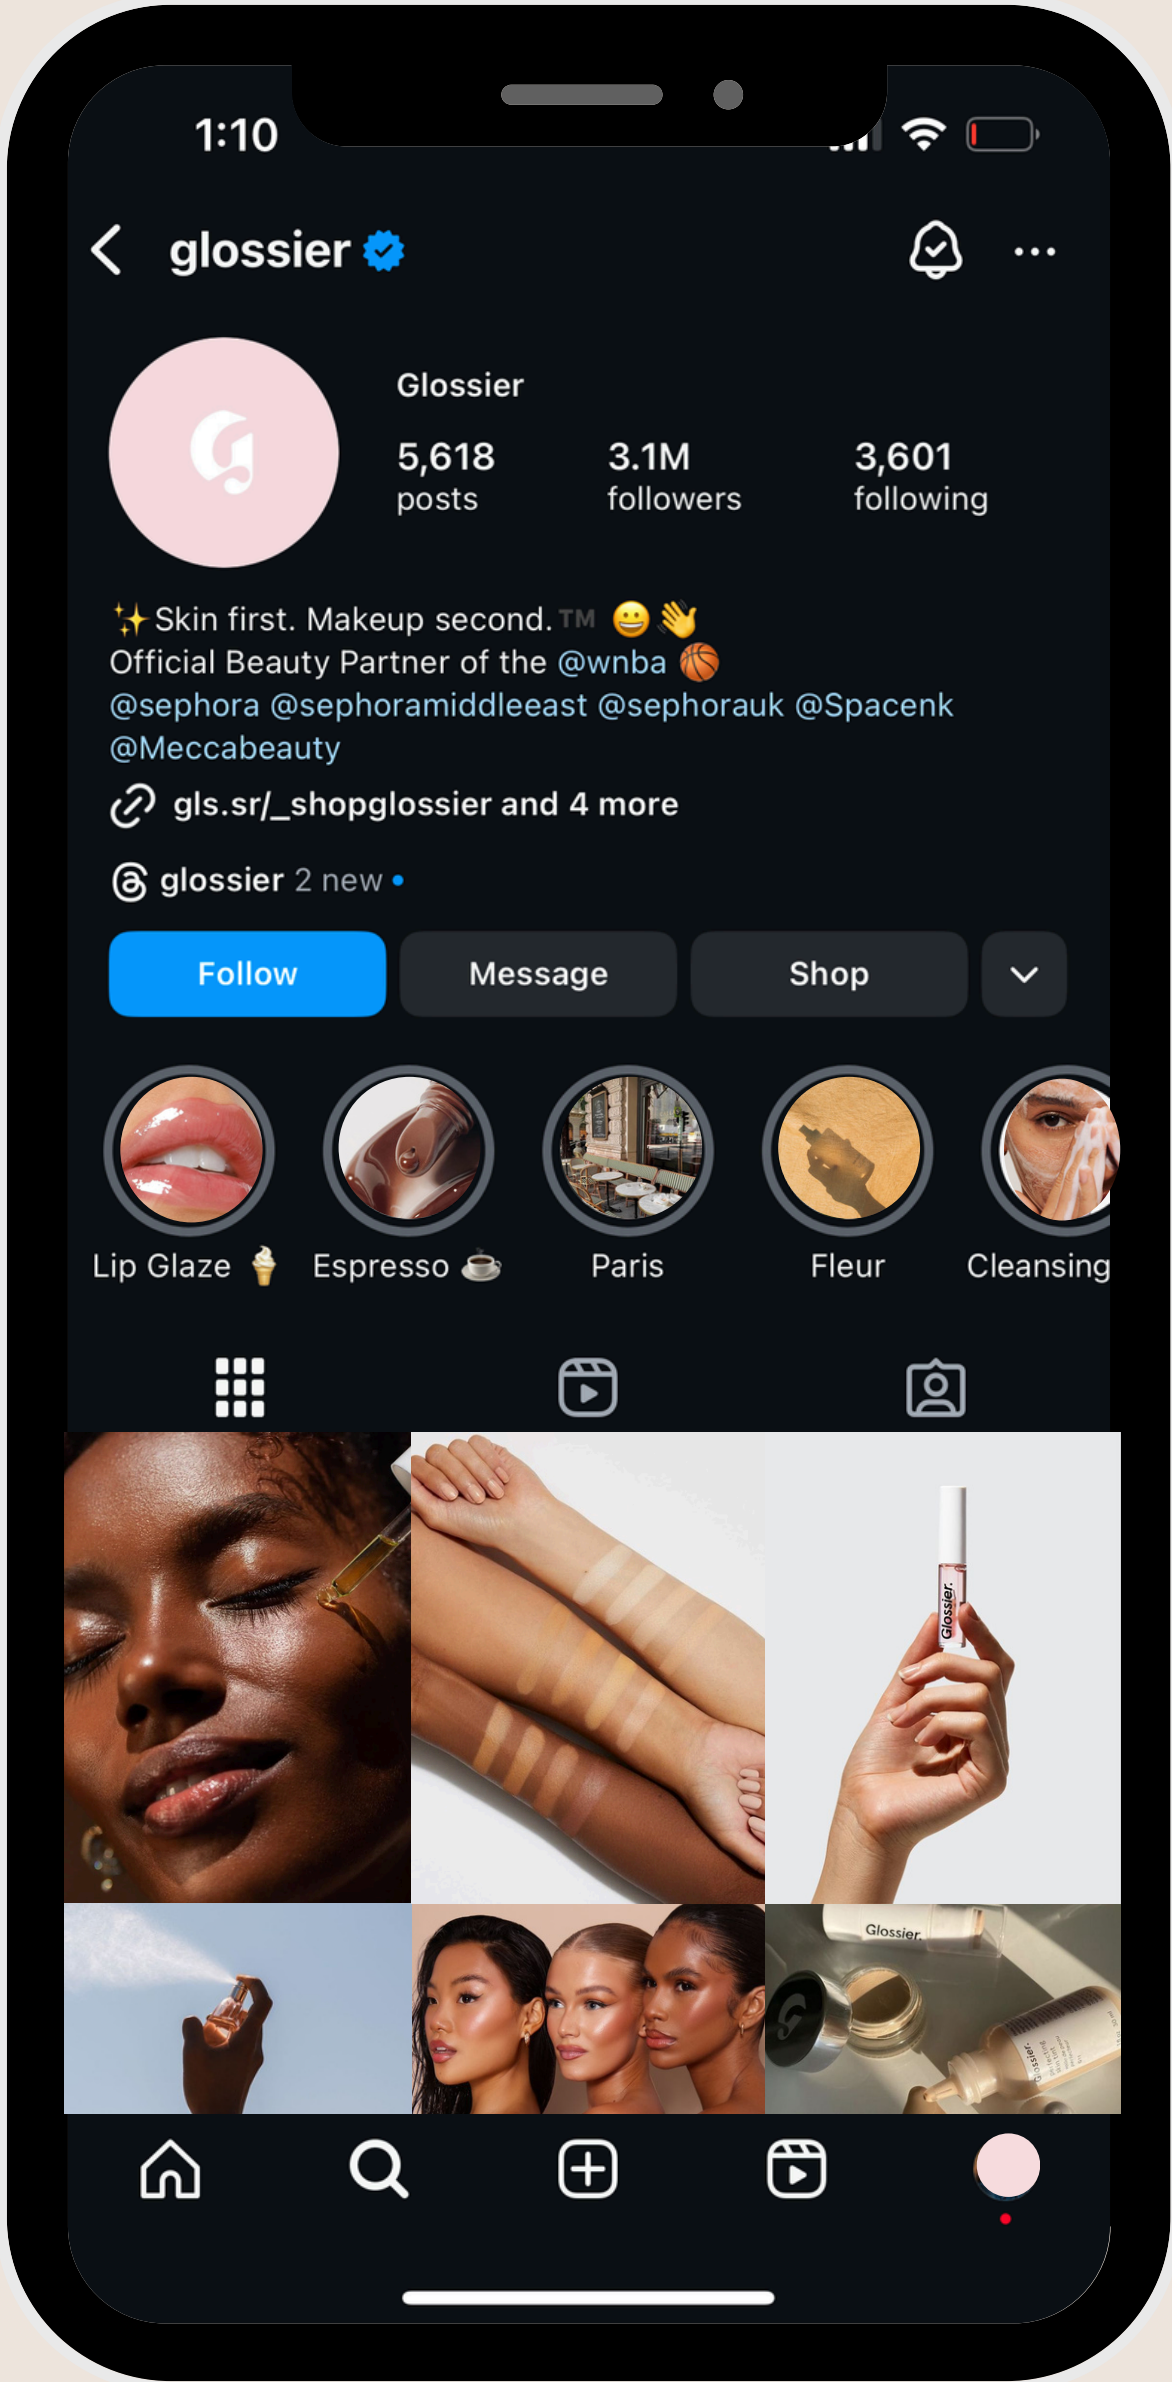 1:10
glossier
Glossier
5,618 3.1M 3,601
posts followers following
✨Skin first. Makeup second.™️ 😀👋
Official Beauty Partner of the @wnba 🏀
@sephora @sephoramiddleeast @sephorauk @Spacenk
@Meccabeauty
gls.sr/_shopglossier and 4 more
glossier 2 new
Follow Message Shop
Lip Glaze 🍦 Espresso ☕ Paris Fleur Cleansing
Glossier.
Glossier.
Glossier.